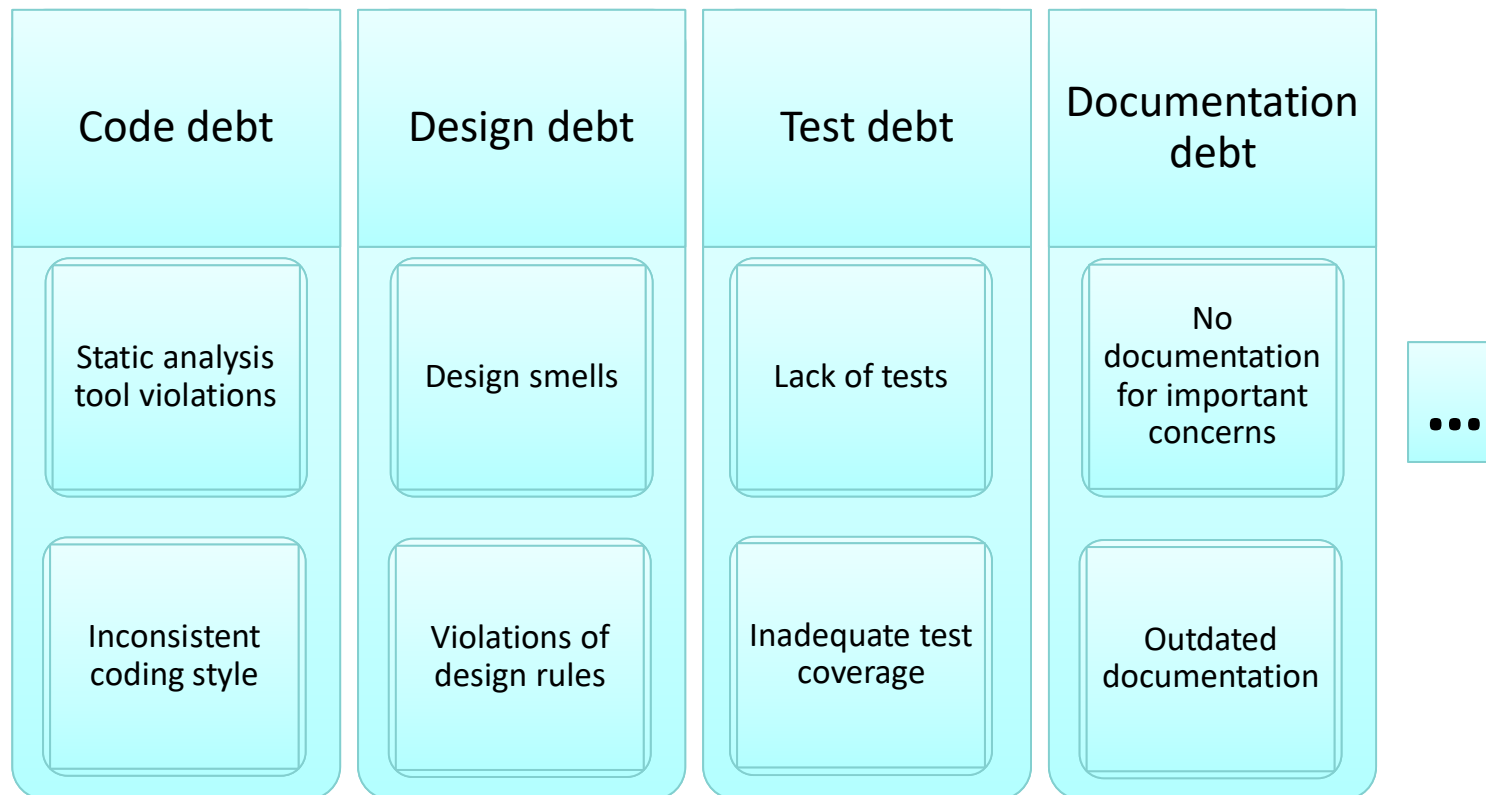 Code debt
Static analysis
tool violations
Inconsistent
coding style
Design debt
Design smells
Violations of
design rules
Test debt
Lack of tests
Inadequate test
coverage
Documentation
debt
No
documentation
for important
concerns
Outdated
documentation
...